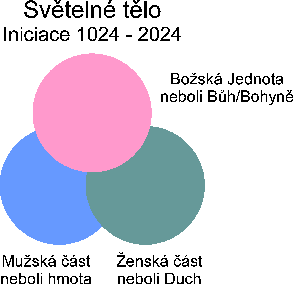 Světelné tělo
Iniciace 1024 - 2024
Božská Jednota
neboli Bůh/Bohyně
Mužská část
neboli hmota
Ženská část
neboli Duch